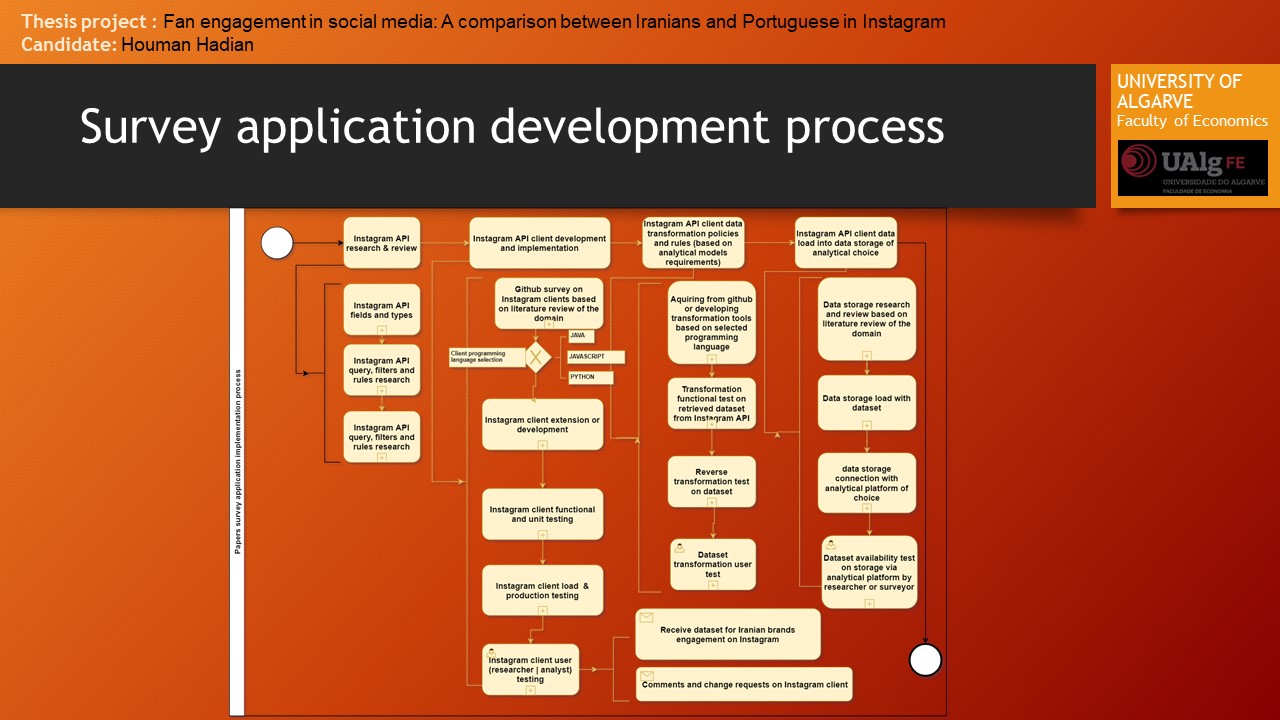 Thesis project : Fan engagement in social media: A comparison between Iranians and Portuguese in Instagram
Candidate: Houman Hadian
Survey application development process
UNIVERSITY OF
ALGARVE
Faculty of Economics
UAlg FE
UNIVERSIDADE DO ALGARVE
FACULDADE DE ECONOMIA
Papers survey application implementation process
Instagram API
research & review
Instagram API client development
and implementation
Instagram API client data
transformation policies
and rules (based on
analytical models
requirements)
Instagram API client data
load into data storage of
analytical choice
Instagram API
fields and types
Instagram API
query, filters and
rules research
Instagram API
query, filters and
rules research
Github survey on
Instagram clients based
on literature review of the
domain
Client programming
language selection
JAVA
JAVASCRIPT
PYTHON
Instagram client extension or
development
Instagram client functional
and unit testing
Instagram client load &
production testing
Instagram client user
(researcher | analyst)
testing
Aquiring from github
or developing
transformation tools
based on selected
programming
language
Transformation
functional test on
retrieved dataset
from Instagram API
Reverse
transformation test
on dataset
Dataset
transformation user
test
Data storage research
and review based on
literature review of the
domain
Data storage load with
dataset
data storage
connection with
analytical platform of
choice
Dataset availability test
on storage via
analytical platform by
researcher or surveyor
Receive dataset for Iranian brands
engagement on Instagram
Comments and change requests on Instagram client